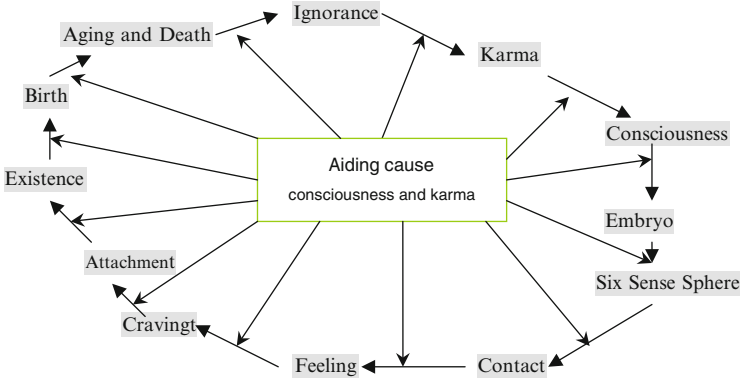 Ignorance
Karma
Consciousness
Embryo
Six Sense Sphere
Contact
Feeling
Cravingt
Attachment
Existence
Birth
Aging and Death
Aiding cause
consciousness and karma